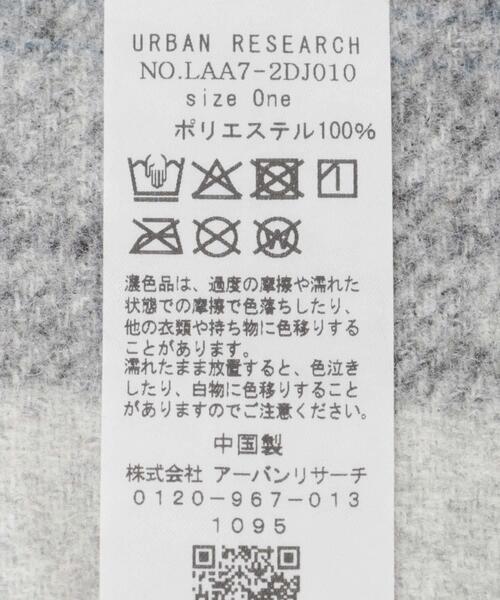 URBAN RESEARCH
NO.LAA7-2DJ010
size One
ポリエステル100%
濃色品は、過度の摩擦や濡れた
状態での摩擦で色落ちしたり、
他の衣類や持ち物に色移りする
ことがあります。
濡れたまま放置すると、色泣き
したり、白物に色移りすること
がありますのでご注意ください。
中国製
株式会社 アーバンリサーチ
0120-967-013
1095